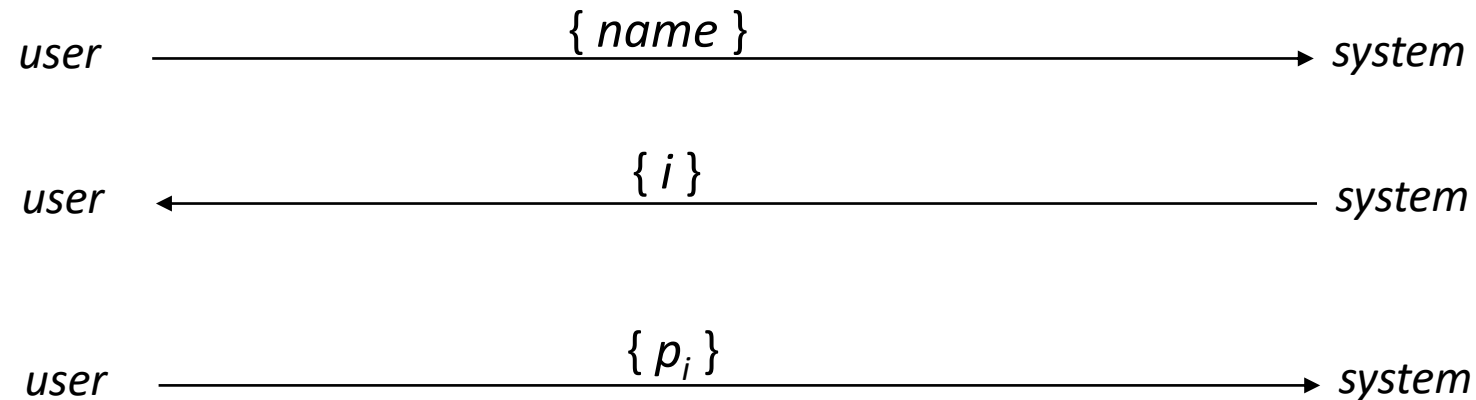 user { name } system
user { i } system
user { pᵢ } system